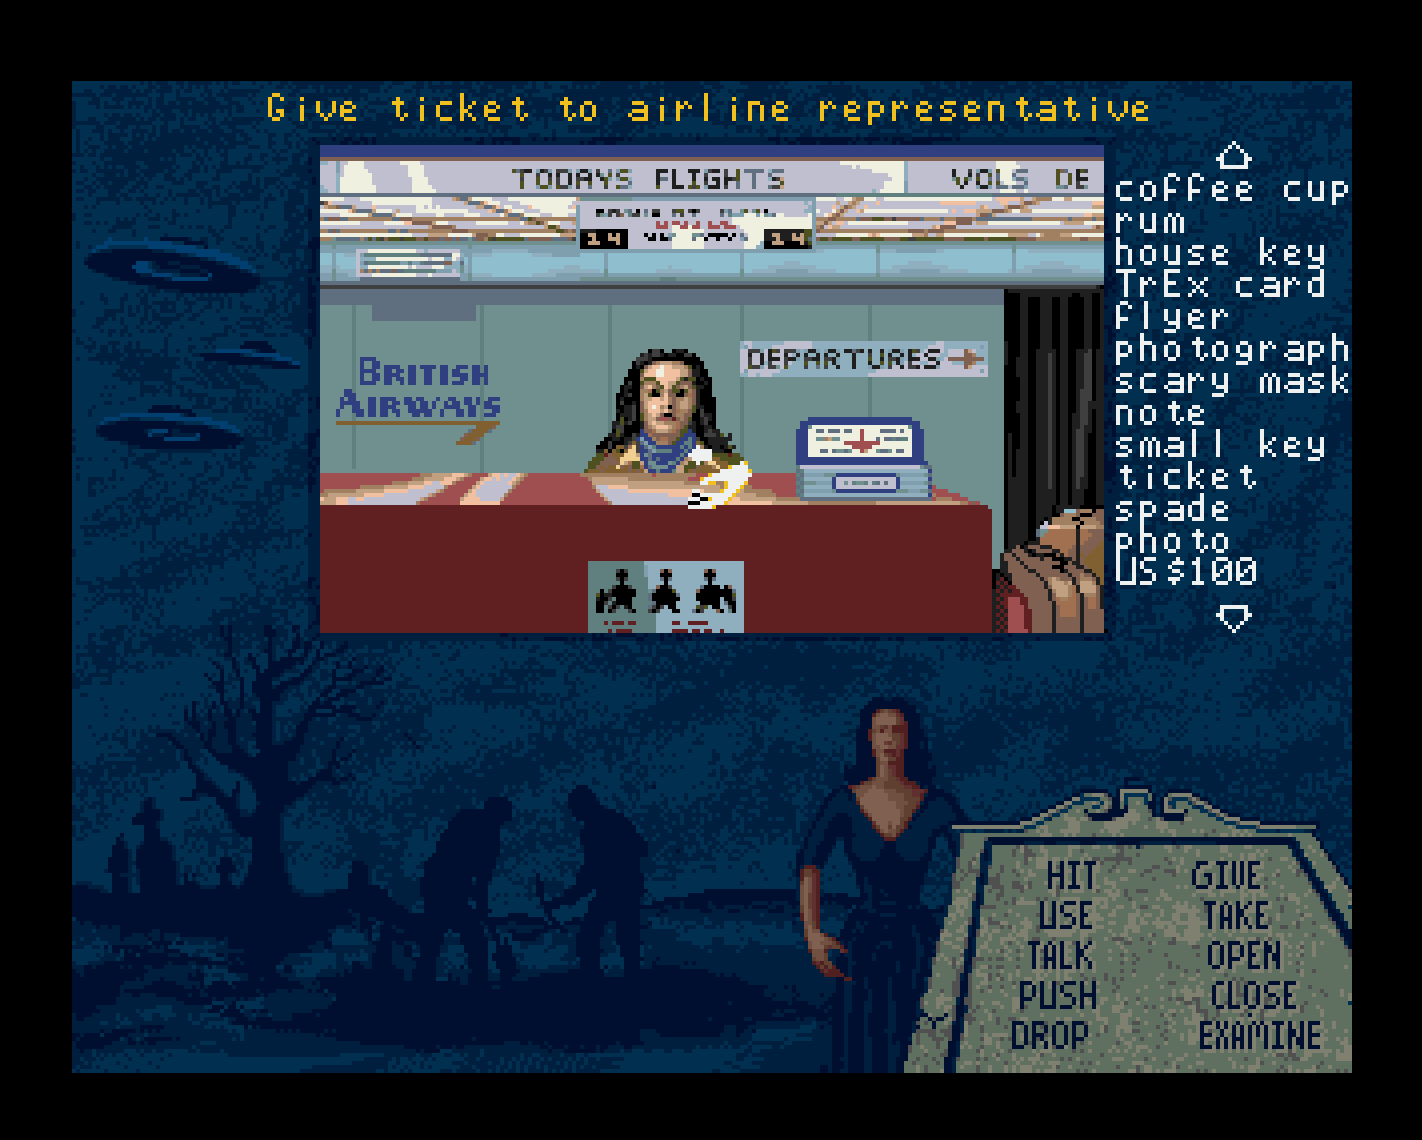 Give ticket to airline representative
TODAYS FLIGHTS
VOLS DE
14
14
BRITISH
AIRWAYS
DEPARTURES
coffee cup
rum
house key
TrEx card
flyer
photograph
scary mask
note
small key
ticket
spade
photo
US$100
HIT GIVE
USE TAKE
TALK OPEN
PUSH CLOSE
DROP EXAMINE